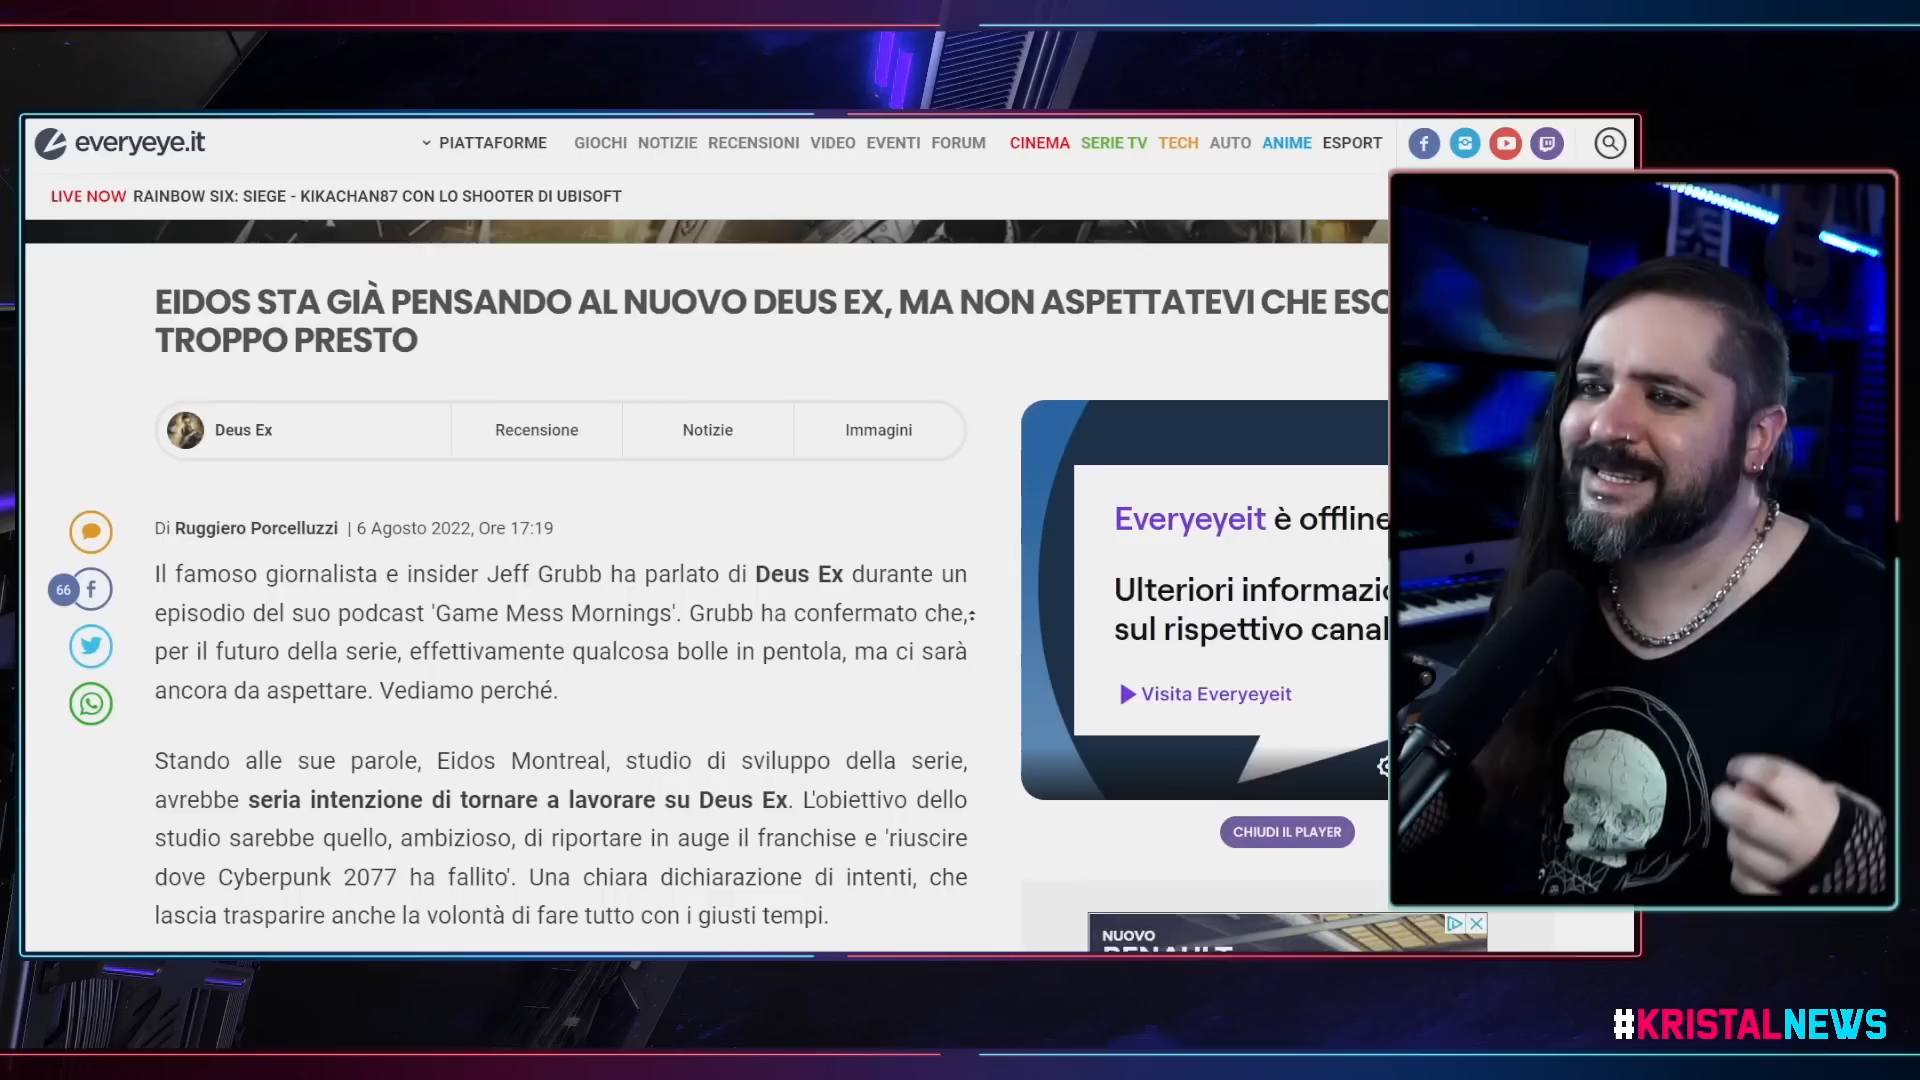 everyeye.it
PIATTAFORME GIOCHI NOTIZIE RECENSIONI VIDEO EVENTI FORUM CINEMA SERIE TV TECH AUTO ANIME ESPORT
LIVE NOW RAINBOW SIX: SIEGE - KIKACHAN87 CON LO SHOOTER DI UBISOFT
EIDOS STA GIÀ PENSANDO AL NUOVO DEUS EX, MA NON ASPETTATEVI CHE ESC
TROPPO PRESTO
Deus Ex Recensione Notizie Immagini
Di Ruggiero Porcelluzzi | 6 Agosto 2022, Ore 17:19
66
Il famoso giornalista e insider Jeff Grubb ha parlato di Deus Ex durante un
episodio del suo podcast 'Game Mess Mornings'. Grubb ha confermato che,
per il futuro della serie, effettivamente qualcosa bolle in pentola, ma ci sarà
ancora da aspettare. Vediamo perché.
Stando alle sue parole, Eidos Montreal, studio di sviluppo della serie,
avrebbe seria intenzione di tornare a lavorare su Deus Ex. L'obiettivo dello
studio sarebbe quello, ambizioso, di riportare in auge il franchise e 'riuscire
dove Cyberpunk 2077 ha fallito'. Una chiara dichiarazione di intenti, che
lascia trasparire anche la volontà di fare tutto con i giusti tempi.
Everyeyeit è offline
Ulteriori informazi
sul rispettivo canal
Visita Everyeyeit
CHIUDI IL PLAYER
NUOVO
RENAULT
#KRISTALNEWS